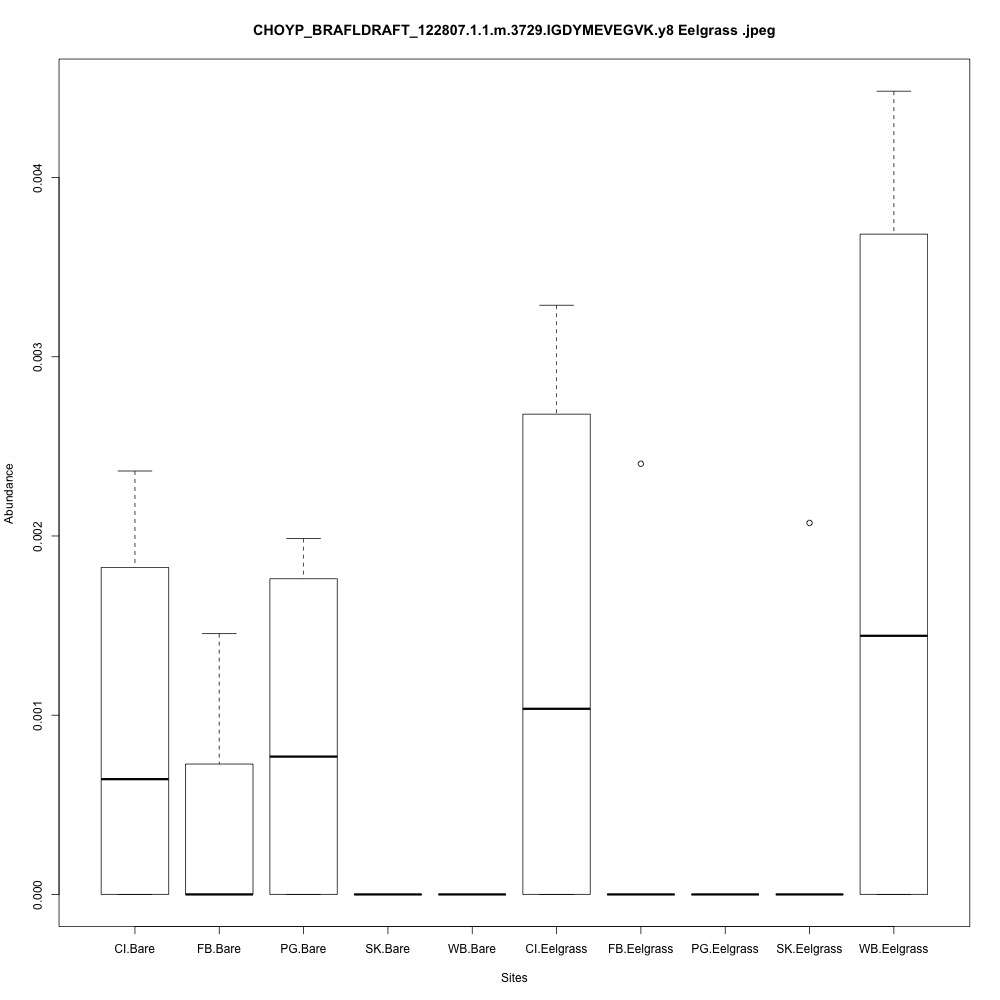 CHOYP_BRAFLDRAFT_122807.1.1.m.3729.IGDYMEVEGVK.y8 Eelgrass .jpeg
Abundance
0.004
0.003
0.002
0.001
0.000
CI.Bare FB.Bare PG.Bare SK.Bare WB.Bare CI.Eelgrass FB.Eelgrass PG.Eelgrass SK.Eelgrass WB.Eelgrass
Sites